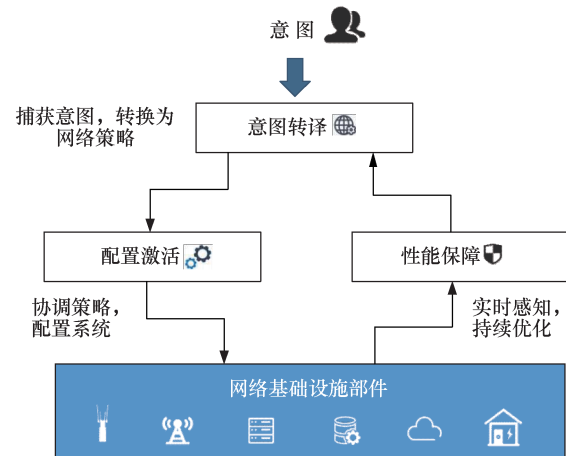 意图
捕获意图，转换为
网络策略
意图转译
配置激活
性能保障
协调策略，
配置系统
实时感知，
持续优化
网络基础设施部件